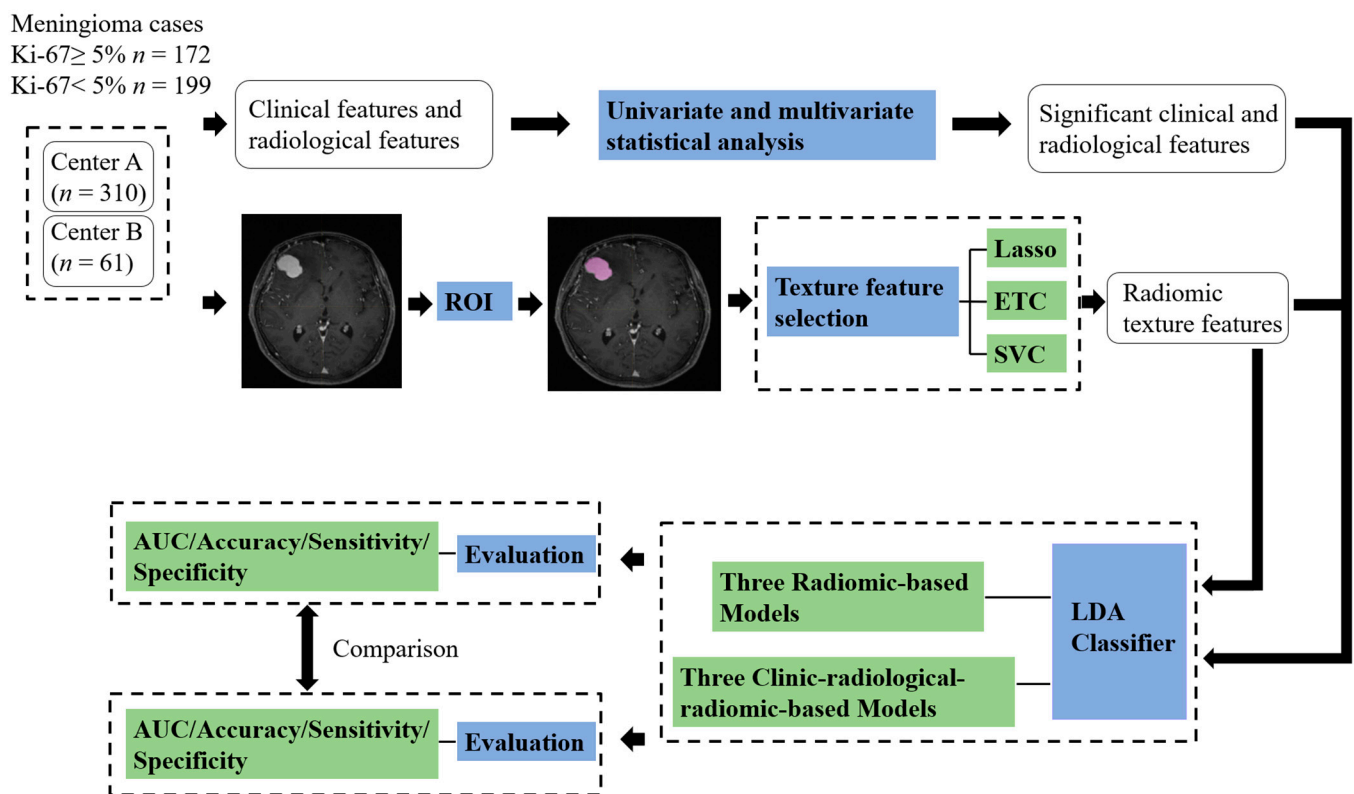 Meningioma cases
Ki-67≥ 5% n = 172
Ki-67< 5% n = 199
Center A
(n = 310)
Center B
(n = 61)
Clinical features and
radiological features
Univariate and multivariate
statistical analysis
Significant clinical and
radiological features
ROI
Texture feature
selection
Lasso
ETC
SVC
Radiomic
texture features
AUC/Accuracy/Sensitivity/
Specificity
Evaluation
Three Radiomic-based
Models
LDA
Classifier
Comparison
Three Clinic-radiological-
radiomic-based Models
AUC/Accuracy/Sensitivity/
Specificity
Evaluation